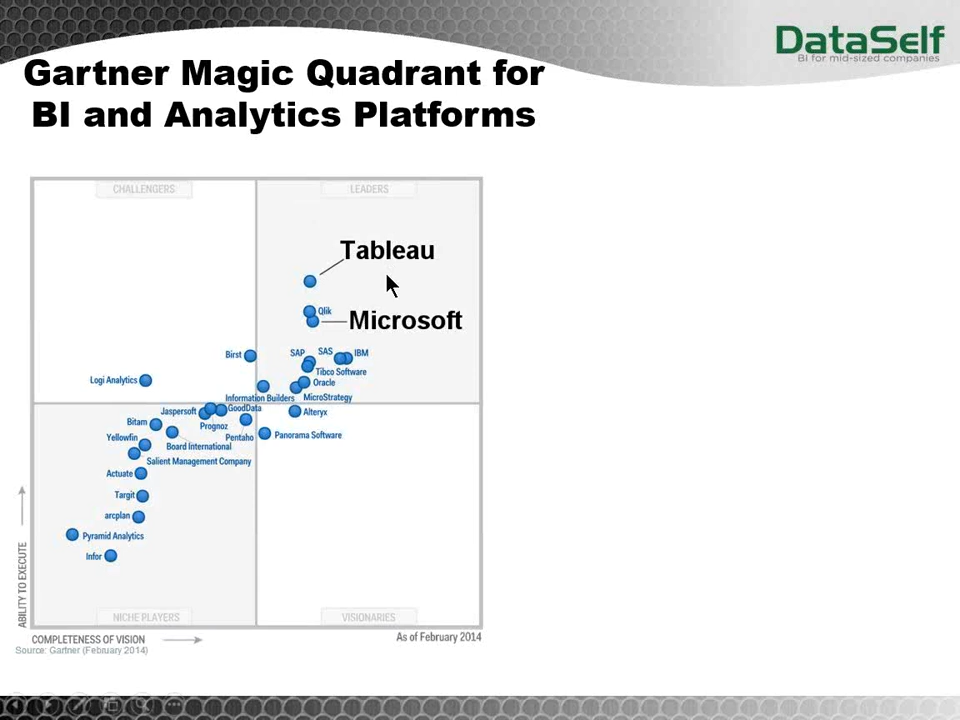 DataSelf
BI for mid-sized companies
Gartner Magic Quadrant for
BI and Analytics Platforms
CHALLENGERS
LEADERS
Tableau
Qlik
Microsoft
Birst
SAP
SAS
IBM
Tibco Software
Logi Analytics
Oracle
Information Builders
MicroStrategy
Jaspersoft
GoodData
Alteryx
Bitam
Prognoz
Yellowfin
Pentaho
Panorama Software
Board International
Salient Management Company
Actuate
Targit
arcplan
Pyramid Analytics
Infor
ABILITY TO EXECUTE
NICHE PLAYERS
VISIONARIES
COMPLETENESS OF VISION
As of February 2014
Source: Gartner (February 2014)